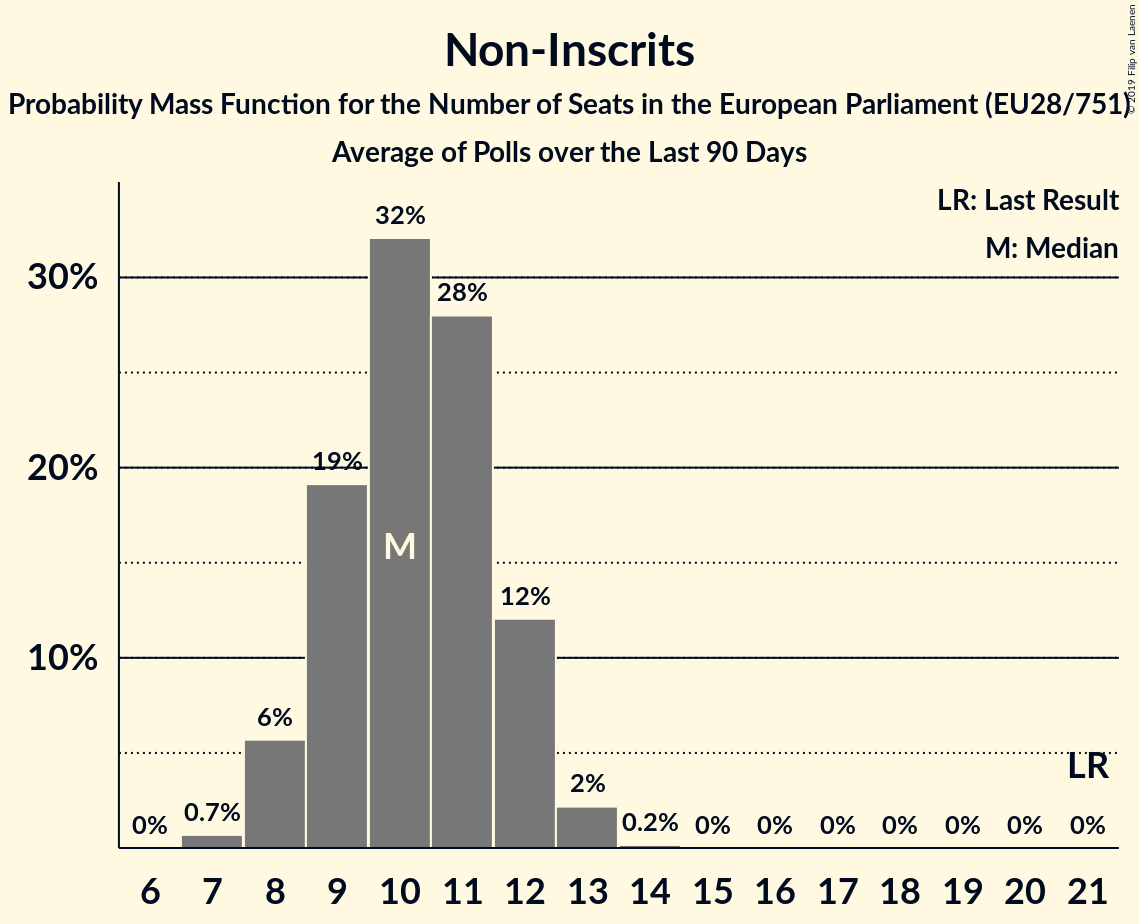 Non-Inscrits
Probability Mass Function for the Number of Seats in the European Parliament (EU28/751)
Average of Polls over the Last 90 Days
© 2019 Filip van Laenen
LR: Last Result
M: Median
32%
30%
28%
20%
19%
M
12%
10%
6%
LR
2%
0%
0.7%
0.2%
0%
0%
0%
0%
0%
0%
0%
6 7 8 9 10 11 12 13 14 15 16 17 18 19 20 21